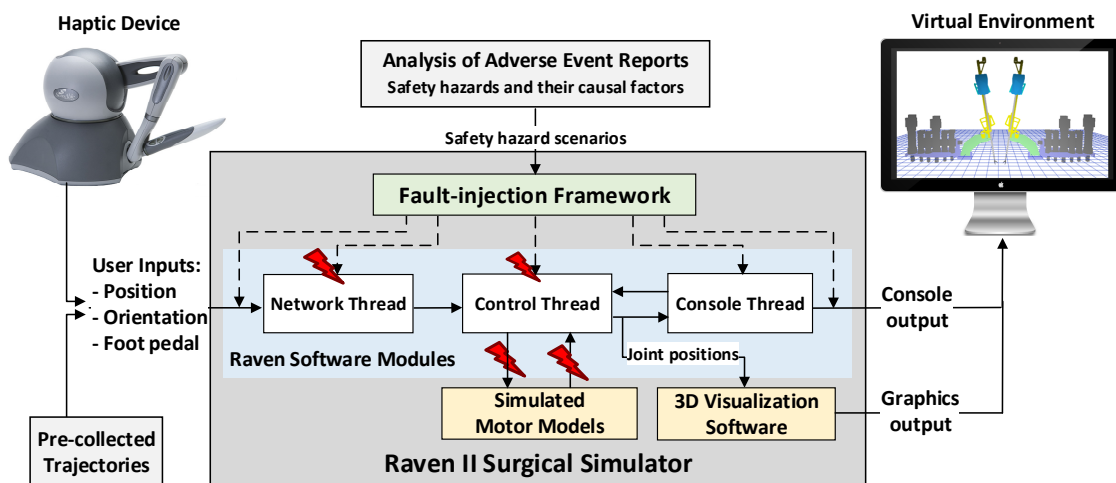 Haptic Device
Virtual Environment
Analysis of Adverse Event Reports
Safety hazards and their causal factors
Safety hazard scenarios
Fault-injection Framework
User Inputs:
- Position
- Orientation
- Foot pedal
Network Thread
Control Thread
Console Thread
Console
output
Raven Software Modules
Joint positions
Simulated
Motor Models
3D Visualization
Software
Graphics
output
Pre-collected
Trajectories
Raven II Surgical Simulator